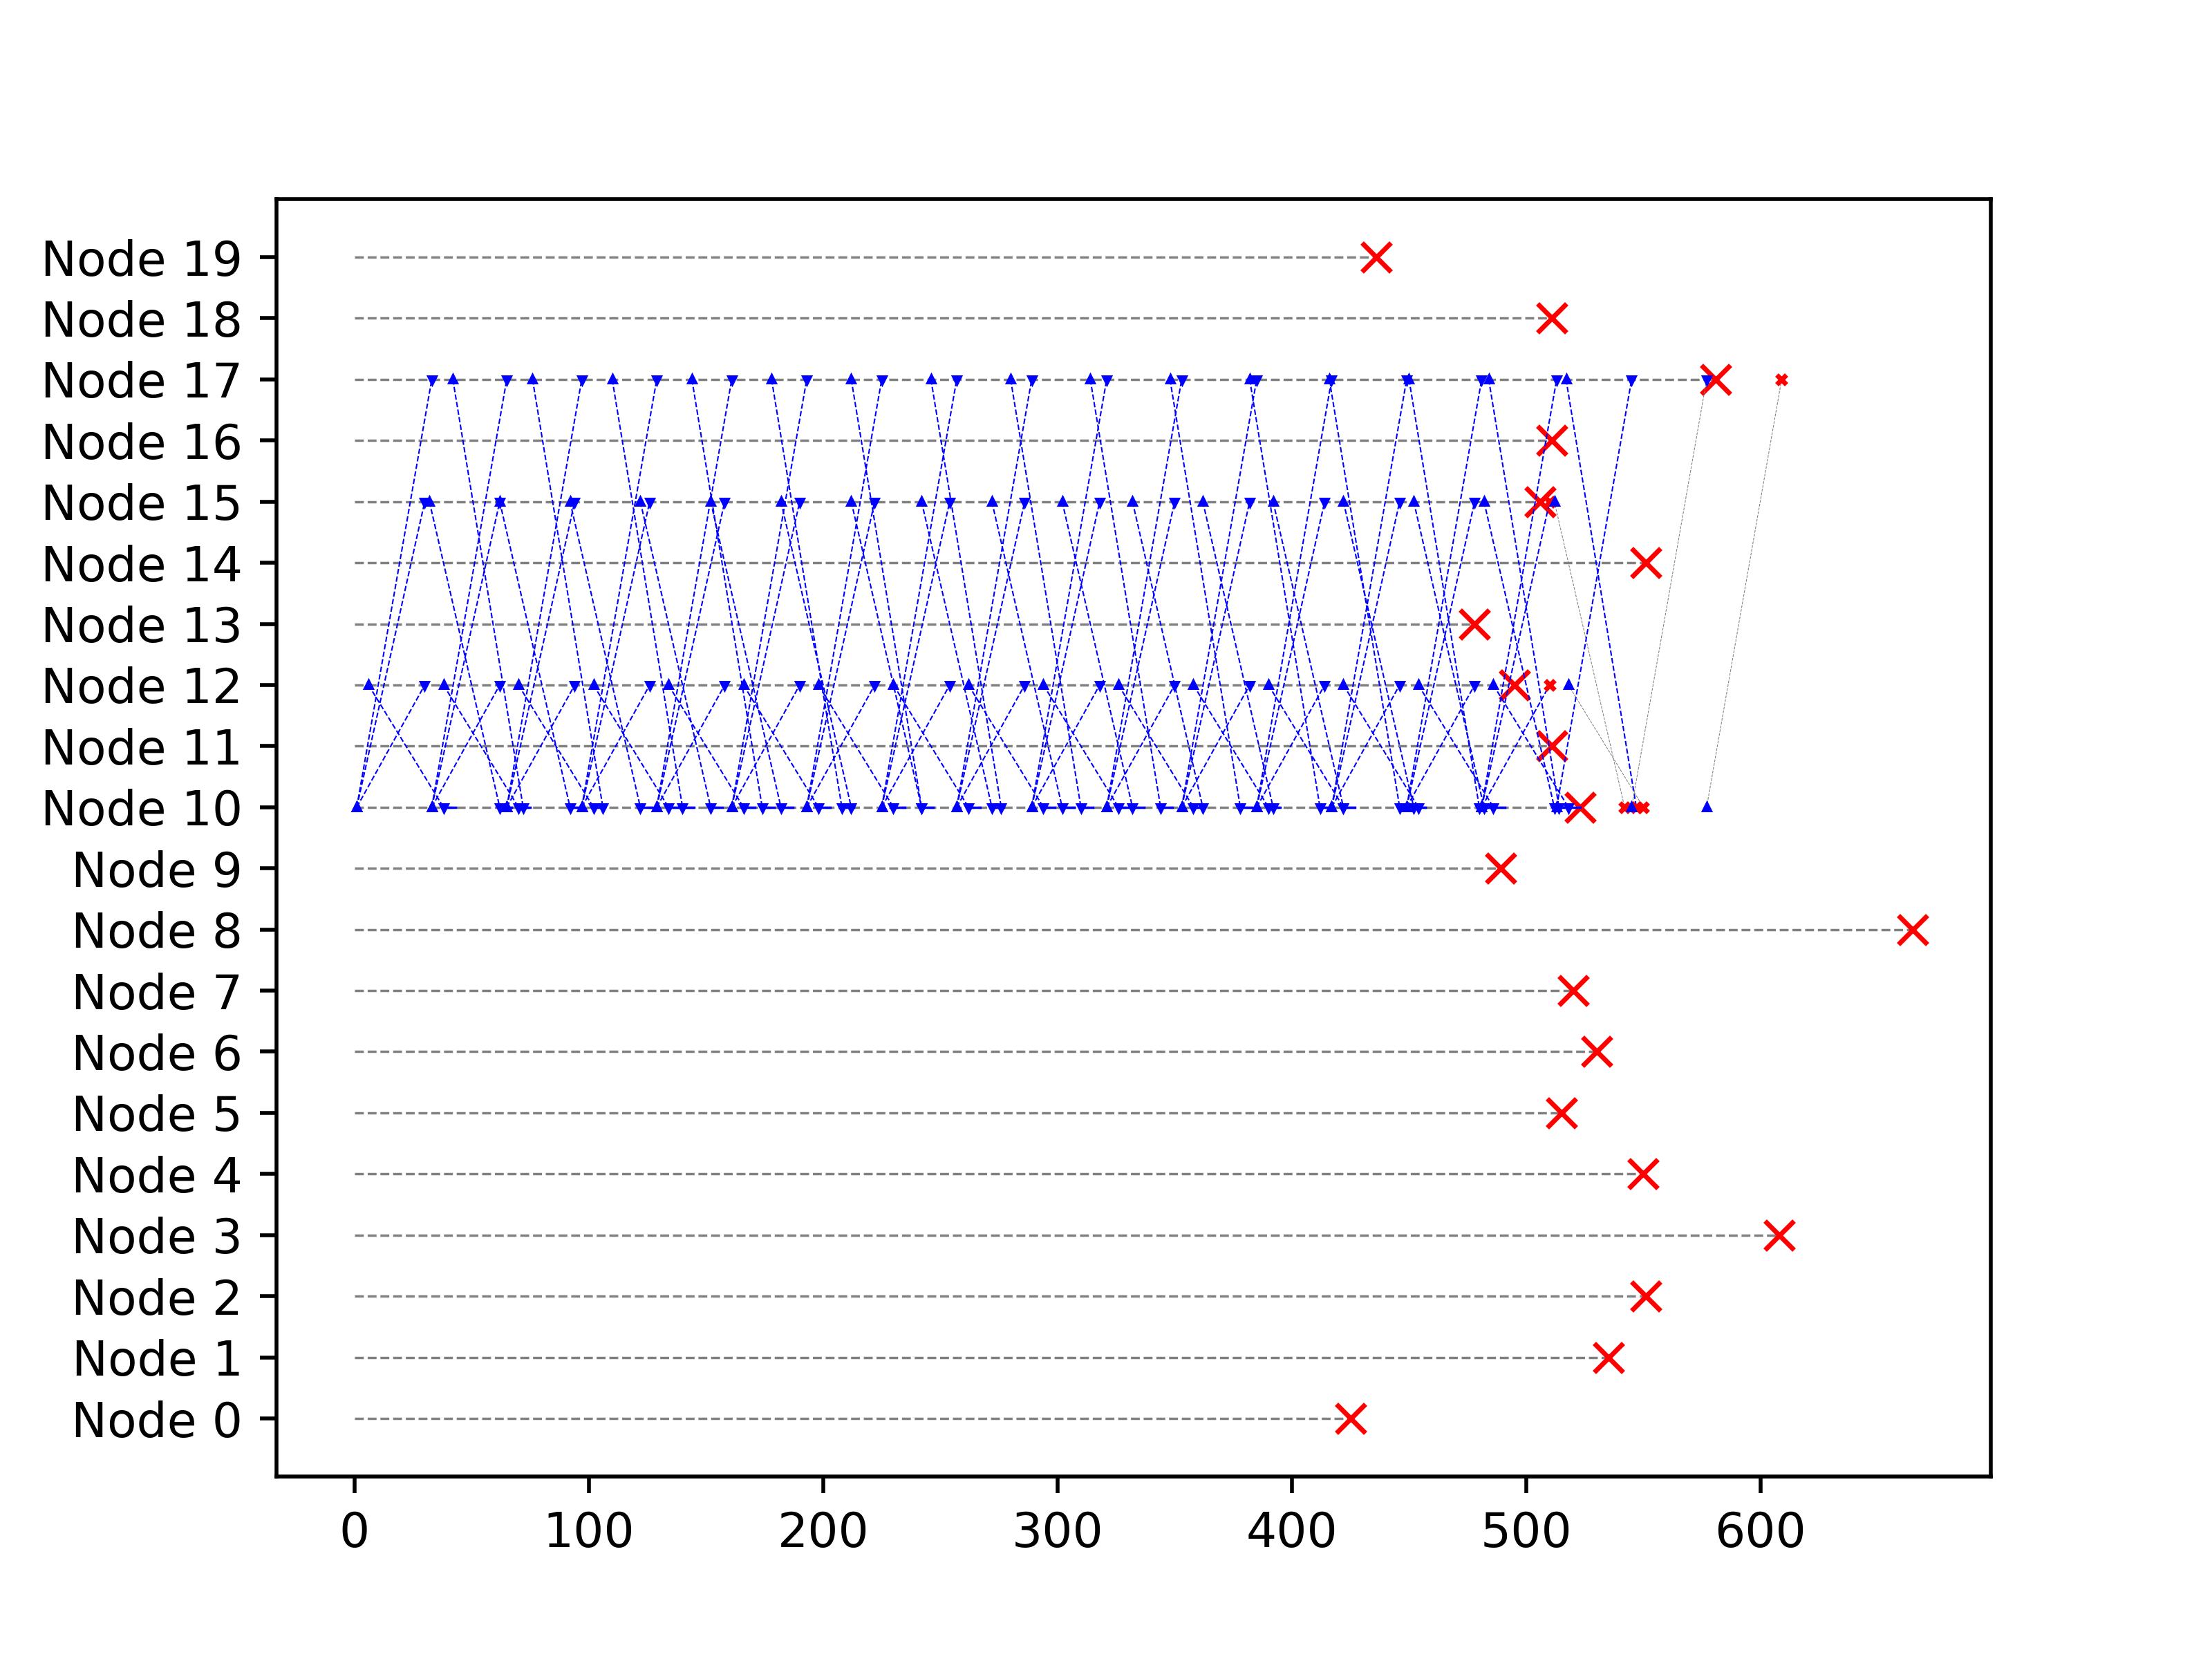 Node 19
Node 18
Node 17
Node 16
Node 15
Node 14
Node 13
Node 12
Node 11
Node 10
Node 9
Node 8
Node 7
Node 6
Node 5
Node 4
Node 3
Node 2
Node 1
Node 0
0 100 200 300 400 500 600